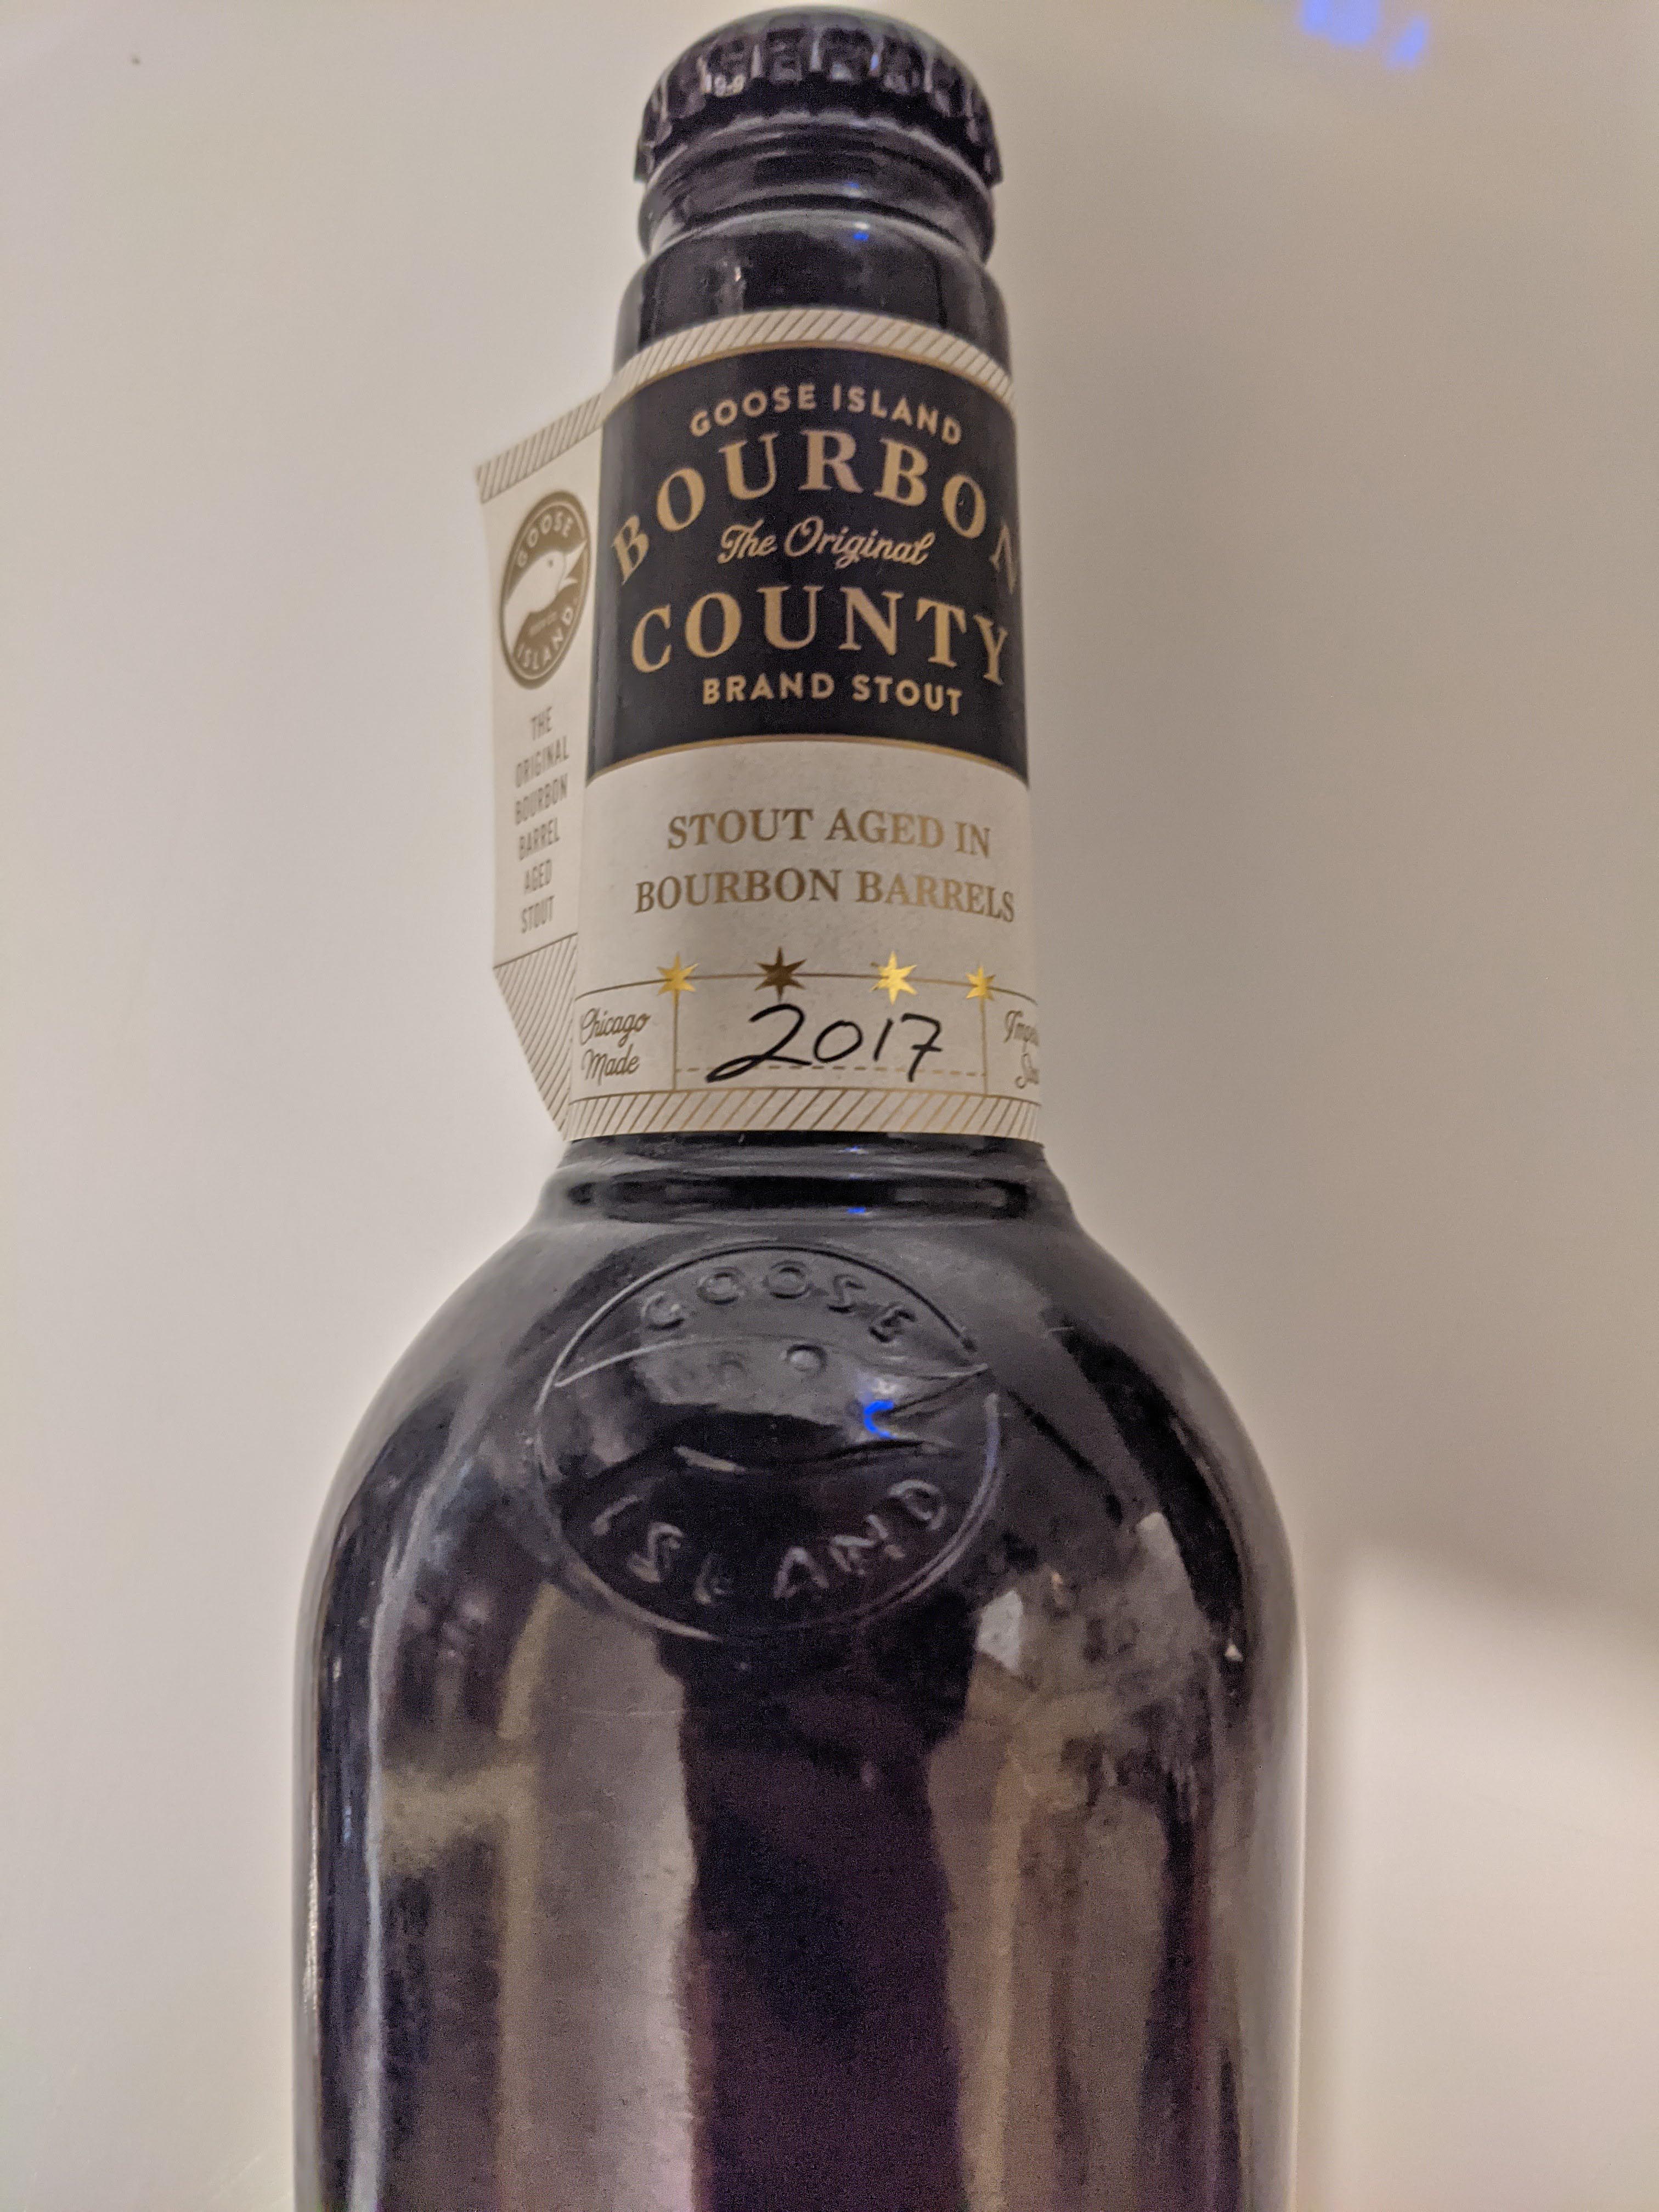 GOOSE ISLAND
BOURBON
The Original
COUNTY
BRAND STOUT
STOUT AGED IN
BOURBON BARRELS
Chicago
Made
2017
GOOSE
ISLAND
THE
ORIGINAL
BOURBON
BARREL
AGED
STOUT
GOOSE
ISLAND